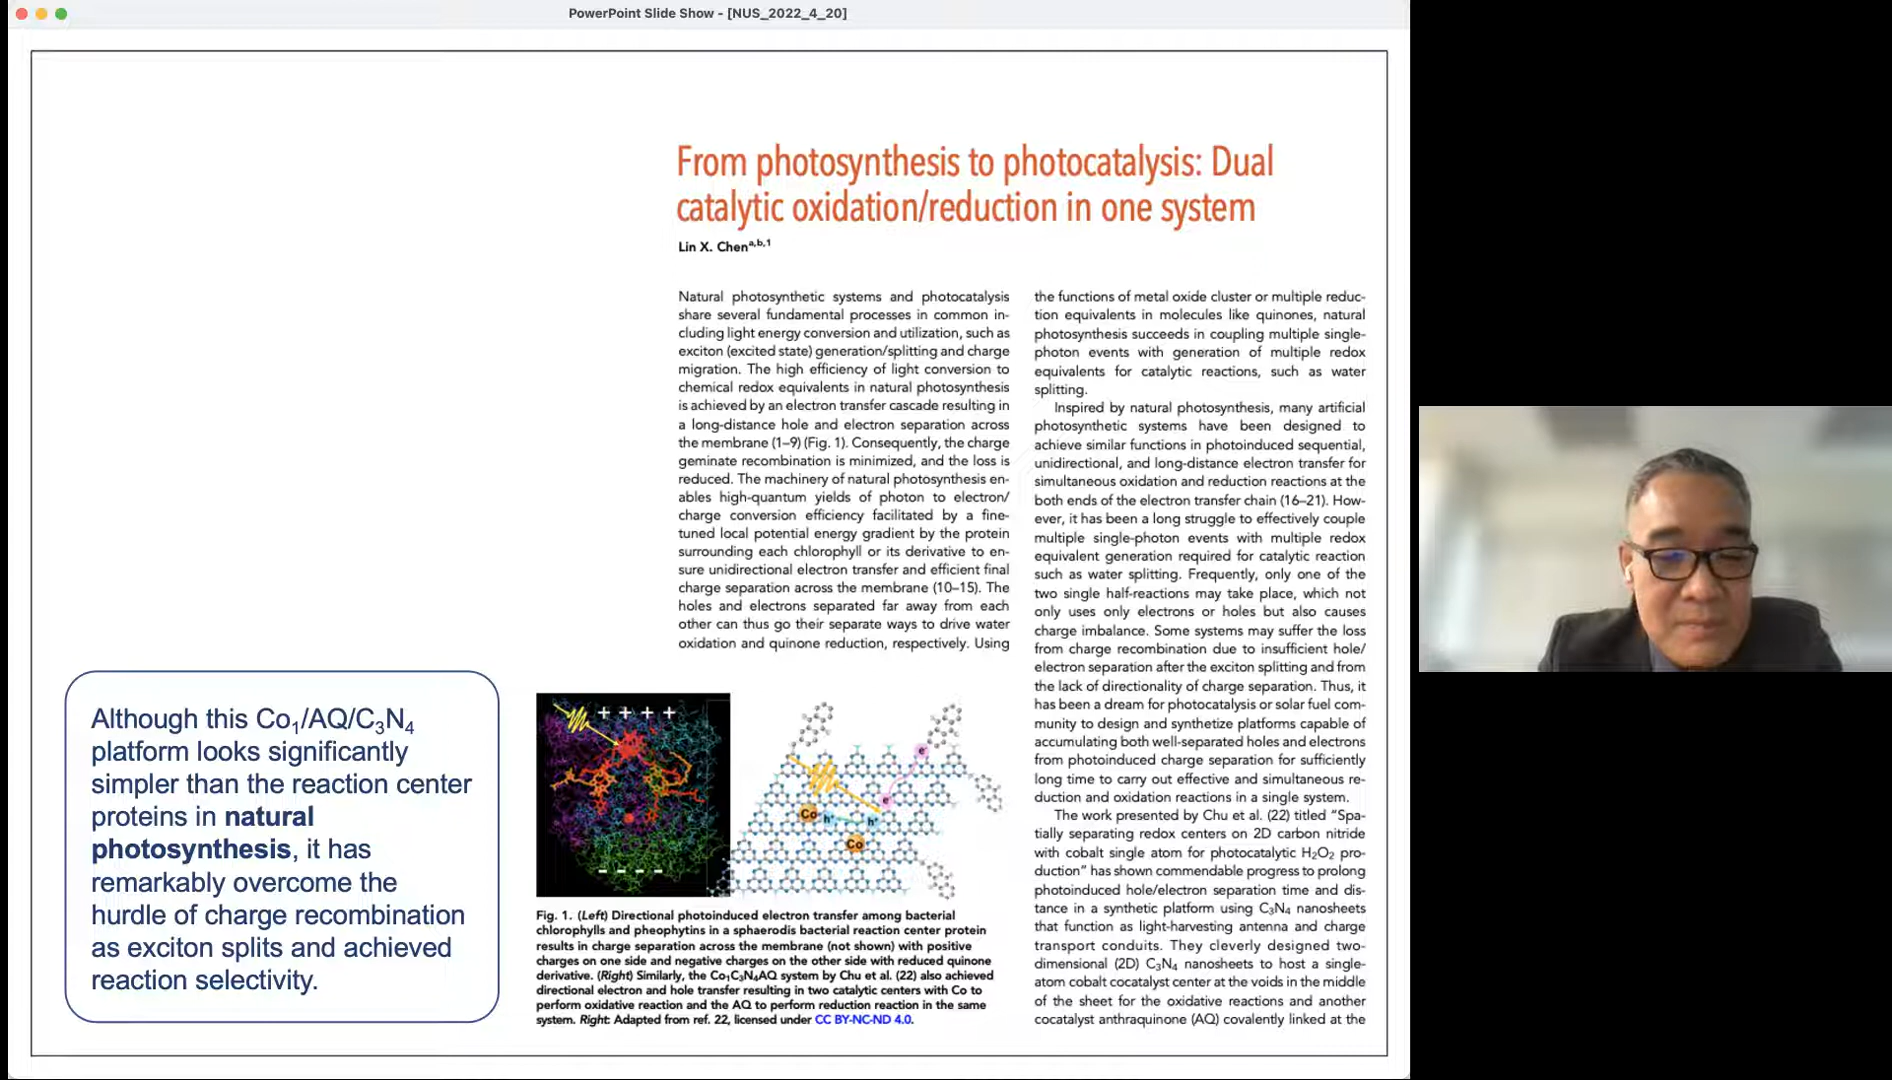 PowerPoint Slide Show - [NUS_2022_4_20]
From photosynthesis to photocatalysis: Dual
catalytic oxidation/reduction in one system
Lin X. Chenᵃ,ᵇ,¹
Natural photosynthetic systems and photocatalysis
share several fundamental processes in common in-
cluding light energy conversion and utilization, such as
exciton (excited state) generation/splitting and charge
migration. The high efficiency of light conversion to
chemical redox equivalents in natural photosynthesis
is achieved by an electron transfer cascade resulting in
a long-distance hole and electron separation across
the membrane (1–9) (Fig. 1). Consequently, the charge
geminate recombination is minimized, and the loss is
reduced. The machinery of natural photosynthesis en-
ables high-quantum yields of photon to electron/
charge conversion efficiency facilitated by a fine-
tuned local potential energy gradient by the protein
surrounding each chlorophyll or its derivative to en-
sure unidirectional electron transfer and efficient final
charge separation across the membrane (10–15). The
holes and electrons separated far away from each
other can thus go their separate ways to drive water
oxidation and quinone reduction, respectively. Using
the functions of metal oxide cluster or multiple reduc-
tion equivalents in molecules like quinones, natural
photosynthesis succeeds in coupling multiple single-
photon events with generation of multiple redox
equivalents for catalytic reactions, such as water
splitting.
Inspired by natural photosynthesis, many artificial
photosynthetic systems have been designed to
achieve similar functions in photoinduced sequential,
unidirectional, and long-distance electron transfer for
simultaneous oxidation and reduction reactions at the
both ends of the electron transfer chain (16–21). How-
ever, it has been a long struggle to effectively couple
multiple single-photon events with multiple redox
equivalent generation required for catalytic reaction
such as water splitting. Frequently, only one of the
two single half-reactions may take place, which not
only uses only electrons or holes but also causes
charge imbalance. Some systems may suffer the loss
from charge recombination due to insufficient hole/
electron separation after the exciton splitting and from
the lack of directionality of charge separation. Thus, it
has been a dream for photocatalysis or solar fuel com-
munity to design and synthetize platforms capable of
accumulating both well-separated holes and electrons
from photoinduced charge separation for sufficiently
long time to carry out effective and simultaneous re-
duction and oxidation reactions in a single system.
The work presented by Chu et al. (22) titled “Spa-
tially separating redox centers on 2D carbon nitride
with cobalt single atom for photocatalytic H₂O₂ pro-
duction” has shown commendable progress to prolong
photoinduced hole/electron separation time and dis-
tance in a synthetic platform using C₃N₄ nanosheets
that function as light-harvesting antenna and charge
transport conduits. They cleverly designed two-
dimensional (2D) C₃N₄ nanosheets to host a single-
atom cobalt cocatalyst center at the voids in the middle
of the sheet for the oxidative reactions and another
cocatalyst anthraquinone (AQ) covalently linked at the
Although this Co₁/AQ/C₃N₄
platform looks significantly
simpler than the reaction center
proteins in natural
photosynthesis, it has
remarkably overcome the
hurdle of charge recombination
as exciton splits and achieved
reaction selectivity.
+ + + +
- - - -
e⁻
e⁻
Co h⁺ h⁺
Co
Fig. 1. (Left) Directional photoinduced electron transfer among bacterial
chlorophylls and pheophytins in a sphaerodis bacterial reaction center protein
results in charge separation across the membrane (not shown) with positive
charges on one side and negative charges on the other side with reduced quinone
derivative. (Right) Similarly, the Co₁C₃N₄AQ system by Chu et al. (22) also achieved
directional electron and hole transfer resulting in two catalytic centers with Co to
perform oxidative reaction and the AQ to perform reduction reaction in the same
system. Right: Adapted from ref. 22, licensed under CC BY-NC-ND 4.0.